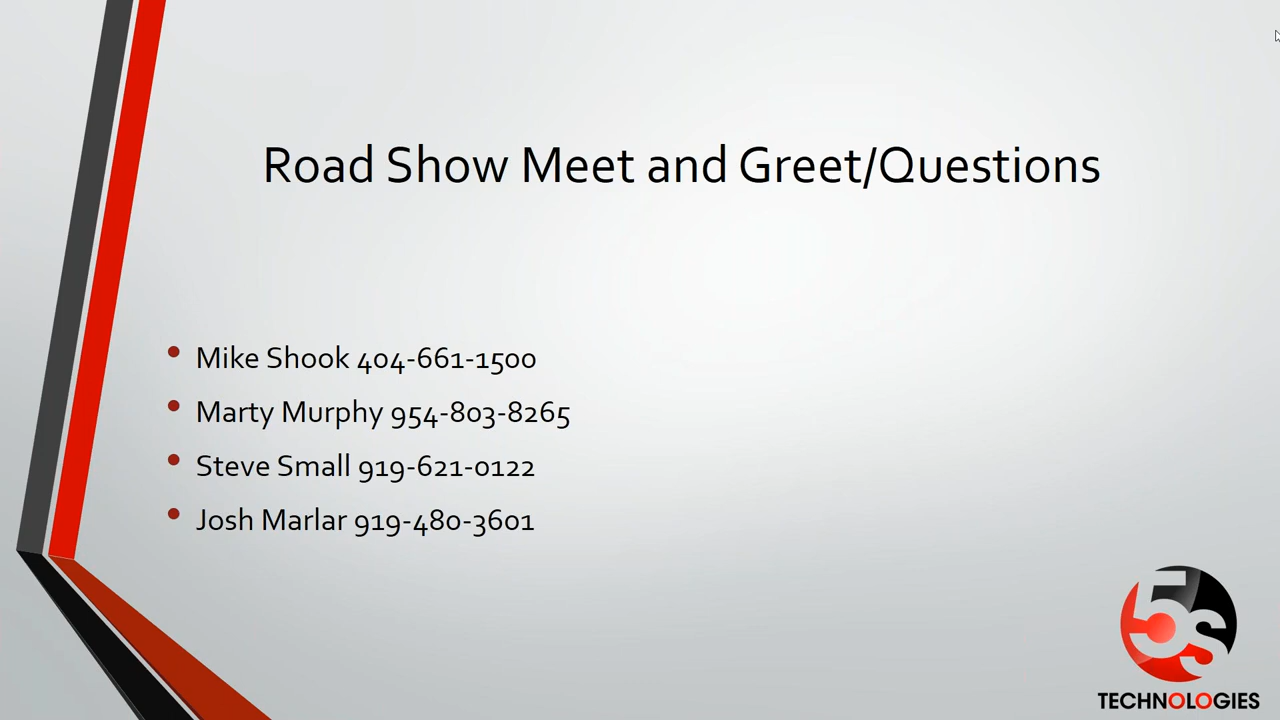 Road Show Meet and Greet/Questions
• Mike Shook 404-661-1500
• Marty Murphy 954-803-8265
• Steve Small 919-621-0122
• Josh Marlar 919-480-3601
5S
TECHNOLOGIES